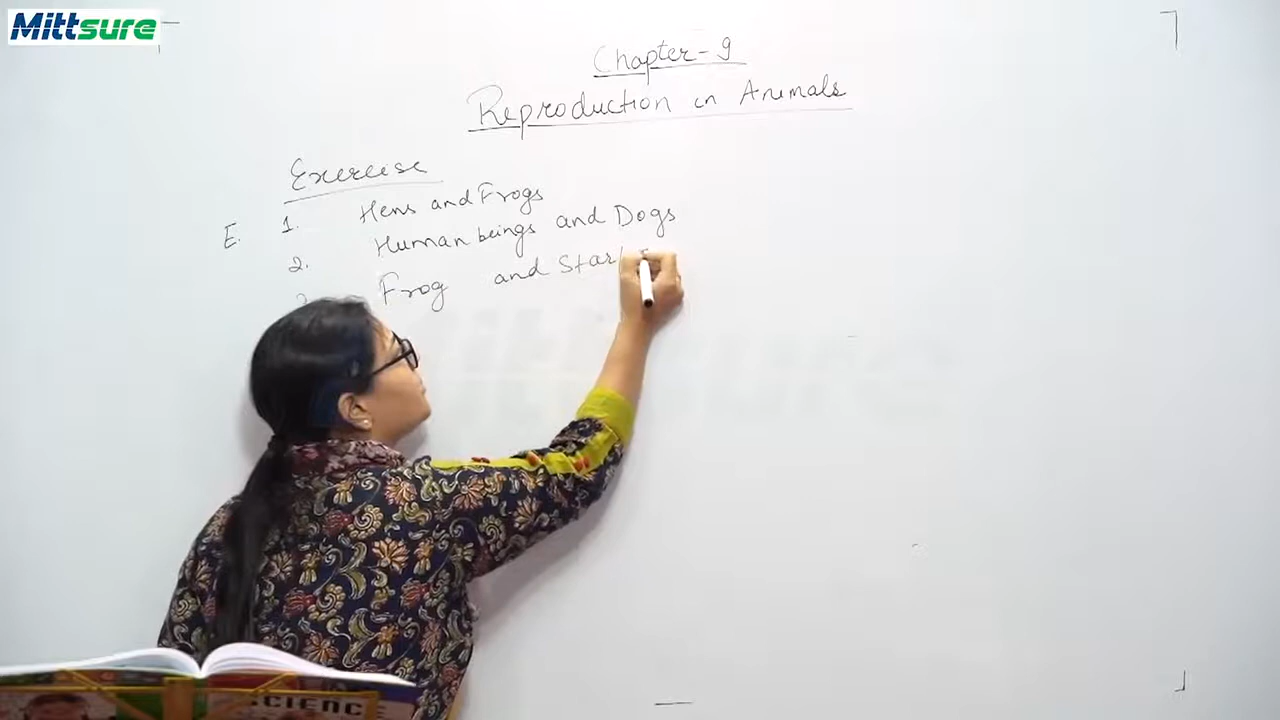 Mittsure
Chapter-9
Reproduction in Animals
Exercise
E. 1. Hens and Frogs
2. Human beings and Dogs
Frog and Star
SCIENCE